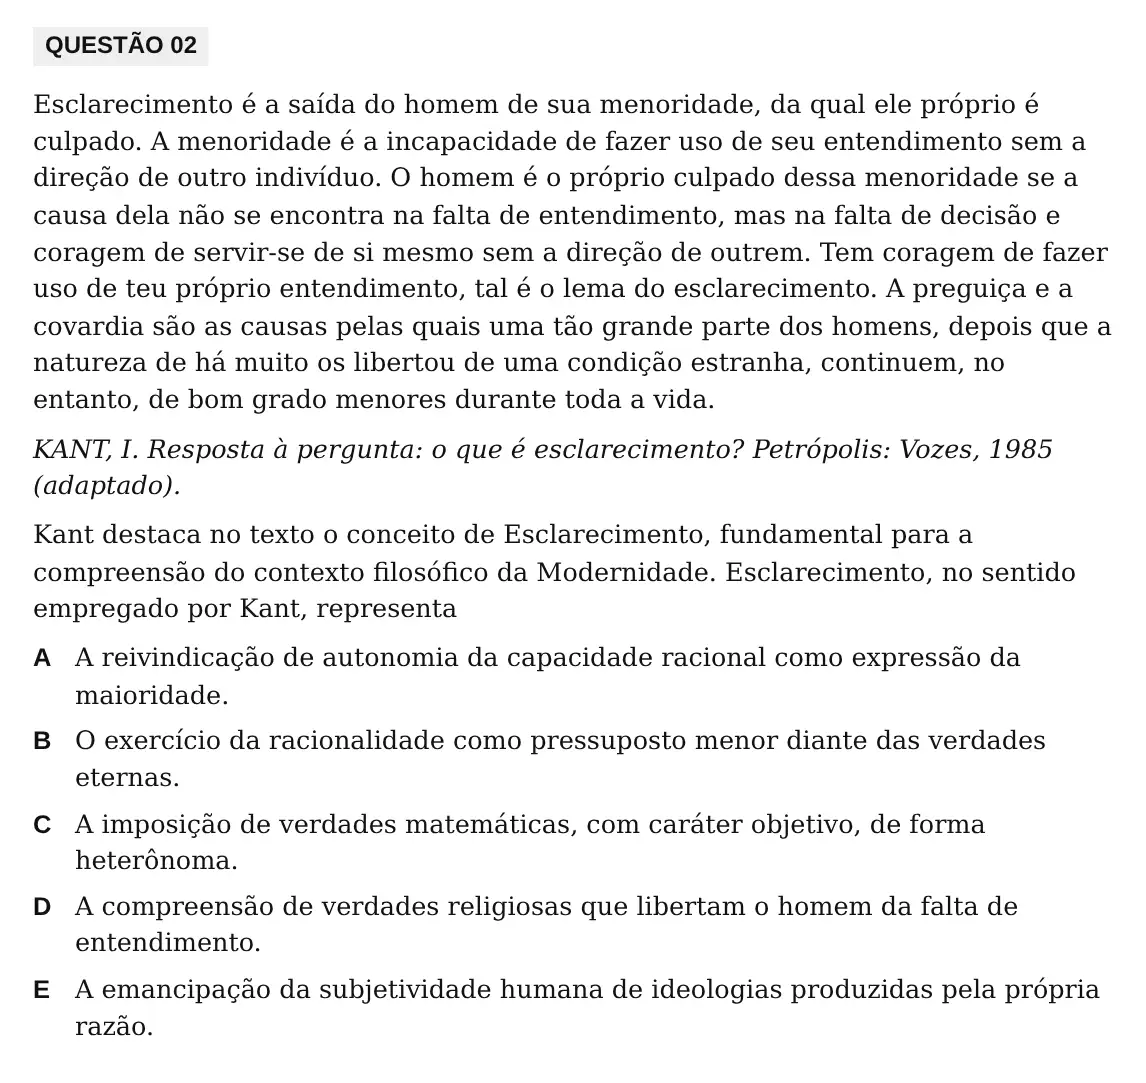 QUESTÃO 02
Esclarecimento é a saída do homem de sua menoridade, da qual ele próprio é
culpado. A menoridade é a incapacidade de fazer uso de seu entendimento sem a
direção de outro indivíduo. O homem é o próprio culpado dessa menoridade se a
causa dela não se encontra na falta de entendimento, mas na falta de decisão e
coragem de servir-se de si mesmo sem a direção de outrem. Tem coragem de fazer
uso de teu próprio entendimento, tal é o lema do esclarecimento. A preguiça e a
covardia são as causas pelas quais uma tão grande parte dos homens, depois que a
natureza de há muito os libertou de uma condição estranha, continuem, no
entanto, de bom grado menores durante toda a vida.
KANT, I. Resposta à pergunta: o que é esclarecimento? Petrópolis: Vozes, 1985
(adaptado).
Kant destaca no texto o conceito de Esclarecimento, fundamental para a
compreensão do contexto filosófico da Modernidade. Esclarecimento, no sentido
empregado por Kant, representa
A A reivindicação de autonomia da capacidade racional como expressão da
maioridade.
B O exercício da racionalidade como pressuposto menor diante das verdades
eternas.
C A imposição de verdades matemáticas, com caráter objetivo, de forma
heterônoma.
D A compreensão de verdades religiosas que libertam o homem da falta de
entendimento.
E A emancipação da subjetividade humana de ideologias produzidas pela própria
razão.